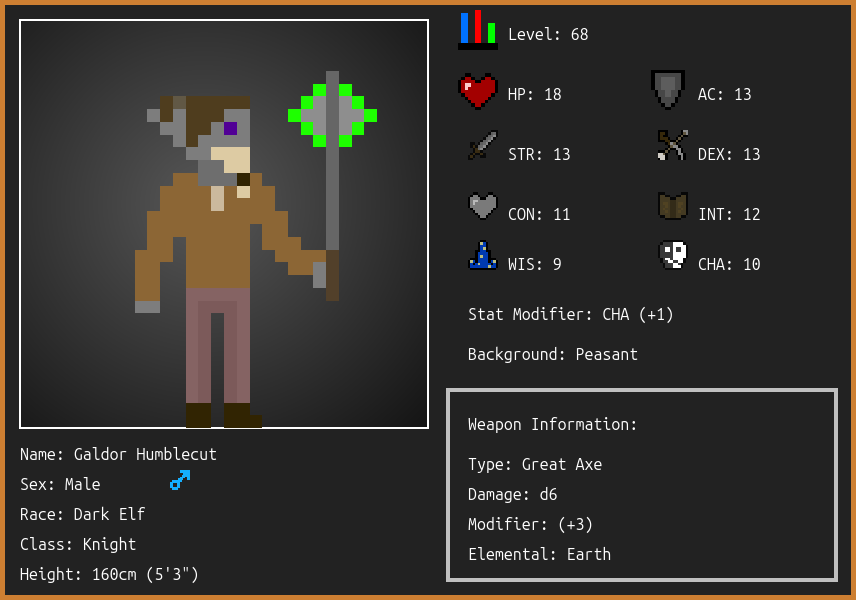 Level: 68
HP: 18
AC: 13
STR: 13
DEX: 13
CON: 11
INT: 12
WIS: 9
CHA: 10
Stat Modifier: CHA (+1)
Background: Peasant
Weapon Information:
Type: Great Axe
Damage: d6
Modifier: (+3)
Elemental: Earth
Name: Galdor Humblecut
Sex: Male
Race: Dark Elf
Class: Knight
Height: 160cm (5'3")